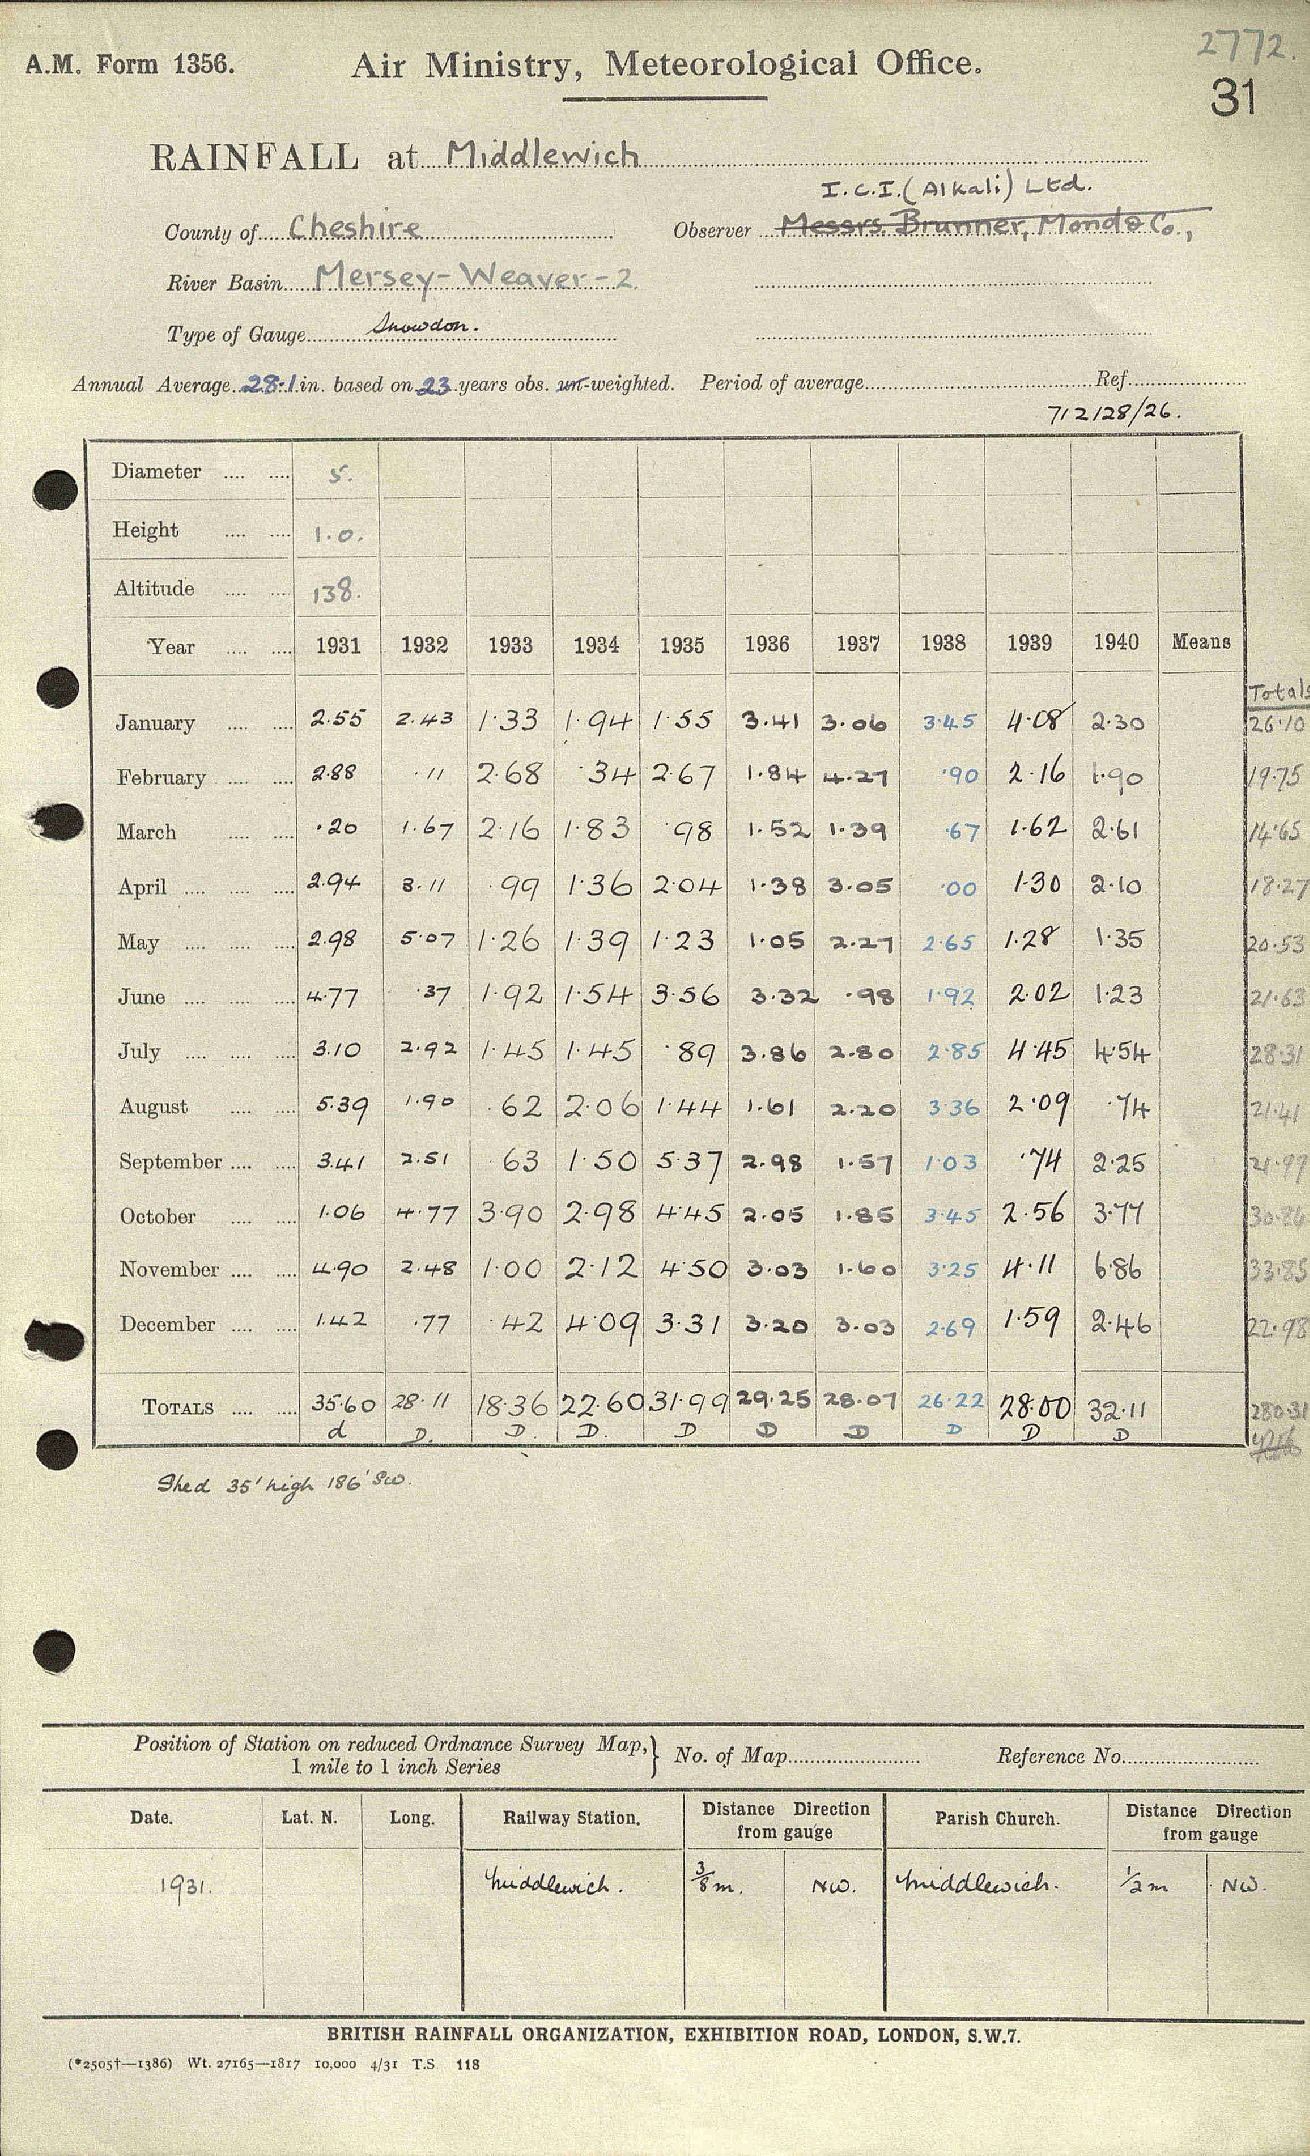 2772.
A.M. Form 1356. Air Ministry, Meteorological Office.
31
RAINFALL at Middlewich
I.C.I. (Alkali) Ltd.
County of Cheshire Observer Messrs. Brunner, Mond & Co.,
River Basin Mersey-Weaver-2
Type of Gauge Snowdon.
Annual Average 28.1 in. based on 23 years obs. un-weighted. Period of average Ref.
712128/26.
Diameter 5.
Height 1.0.
Altitude 138.
Year 1931 1932 1933 1934 1935 1936 1937 1938 1939 1940 Means
Totals
January 2.55 2.43 1.33 1.94 1.55 3.41 3.06 3.45 4.08 2.30 26.10
February 2.88 .11 2.68 .34 2.67 1.84 4.27 .90 2.16 1.90 19.75
March .20 1.67 2.16 1.83 .98 1.52 1.39 .67 1.62 2.61 14.65
April 2.94 3.11 .99 1.36 2.04 1.38 3.05 .00 1.30 2.10 18.27
May 2.98 5.07 1.26 1.39 1.23 1.05 2.27 2.65 1.28 1.35 20.53
June 4.77 .37 1.92 1.54 3.56 3.32 .98 1.92 2.02 1.23 21.63
July 3.10 2.92 1.45 1.45 .89 3.86 2.80 2.85 4.45 4.54 28.31
August 5.39 1.90 .62 2.06 1.44 1.61 2.20 3.36 2.09 .74 21.41
September 3.41 2.51 .63 1.50 5.37 2.98 1.57 1.03 .74 2.25 21.99
October 1.06 4.77 3.90 2.98 4.45 2.05 1.85 3.45 2.56 3.77 30.86
November 4.90 2.48 1.00 2.12 4.50 3.03 1.60 3.25 4.11 6.86 33.85
December 1.42 .77 .42 4.09 3.31 3.20 3.03 2.69 1.59 2.46 22.98
Totals 35.60 28.11 18.36 22.60 31.99 29.25 28.07 26.22 28.00 32.11 280.31
d D. D. D. D D D D D D
Shed 35' high 186' SW.
Position of Station on reduced Ordnance Survey Map, } No. of Map Reference No.
1 mile to 1 inch Series
Date. Lat. N. Long. Railway Station. Distance Direction from gauge Parish Church. Distance Direction from gauge
1931. Middlewich. 3/8 m. NW. Middlewich. 1/2 m NW.
BRITISH RAINFALL ORGANIZATION, EXHIBITION ROAD, LONDON, S.W.7.
(*2505†—1386) Wt. 27165—1817 10,000 4/31 T.S. 118